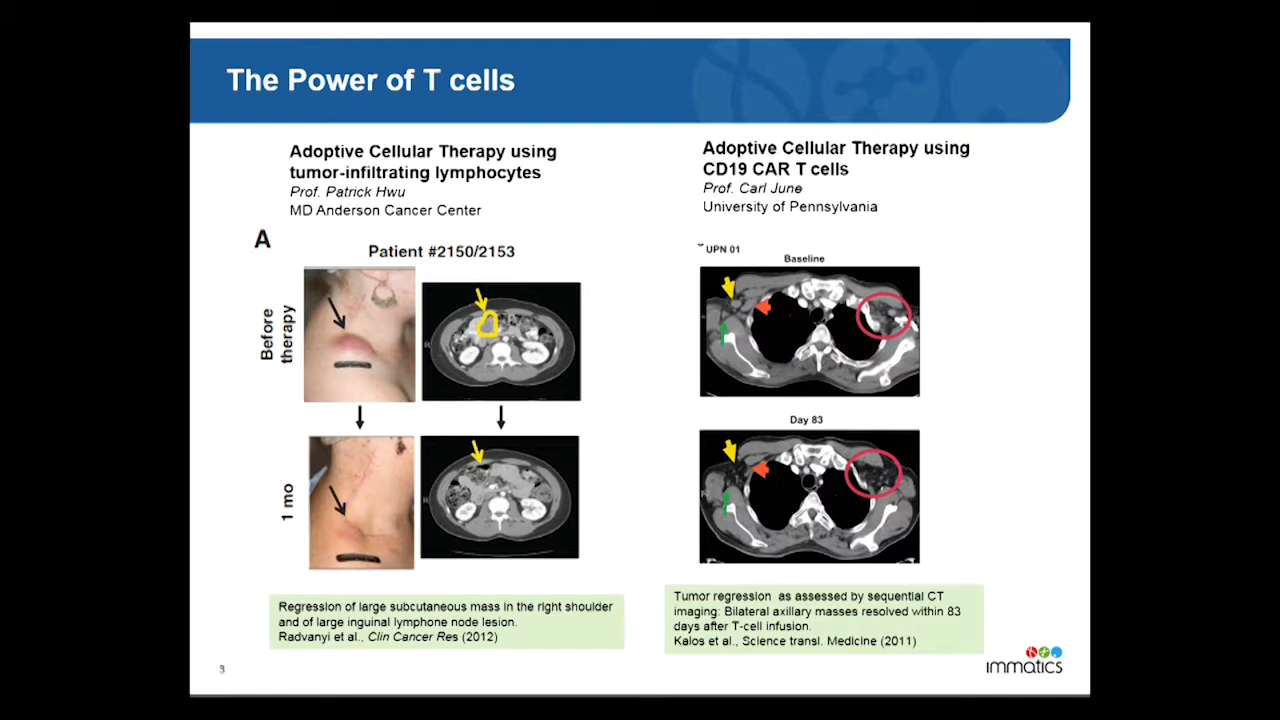 The Power of T cells
Adoptive Cellular Therapy using
tumor-infiltrating lymphocytes
Prof. Patrick Hwu
MD Anderson Cancer Center
A
Patient #2150/2153
Before
therapy
1 mo
Regression of large subcutaneous mass in the right shoulder
and of large inguinal lymphone node lesion.
Radvanyi et al., Clin Cancer Res (2012)
Adoptive Cellular Therapy using
CD19 CAR T cells
Prof. Carl June
University of Pennsylvania
UPN 01
Baseline
Day 83
Tumor regression as assessed by sequential CT
imaging: Bilateral axillary masses resolved within 83
days after T-cell infusion.
Kalos et al., Science transl. Medicine (2011)
3
immatics